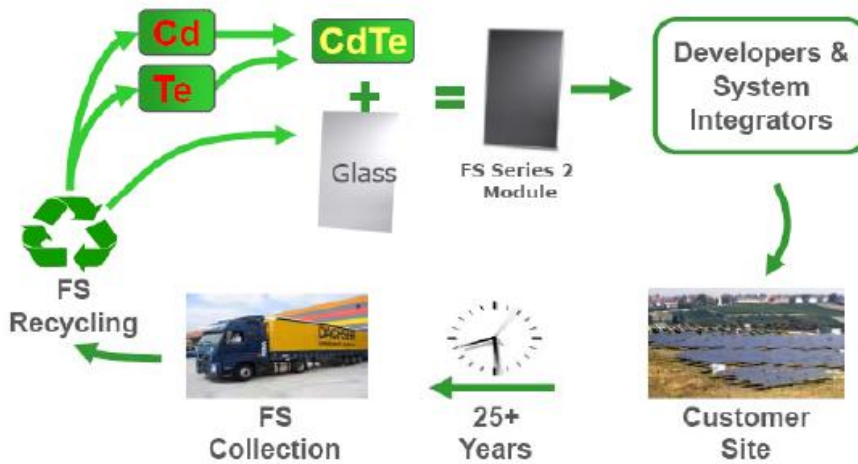 Cd
CdTe
Te
+
=
Glass
FS Series 2
Module
Developers &
System
Integrators
FS
Recycling
DACHSER
FS
Collection
25+
Years
Customer
Site